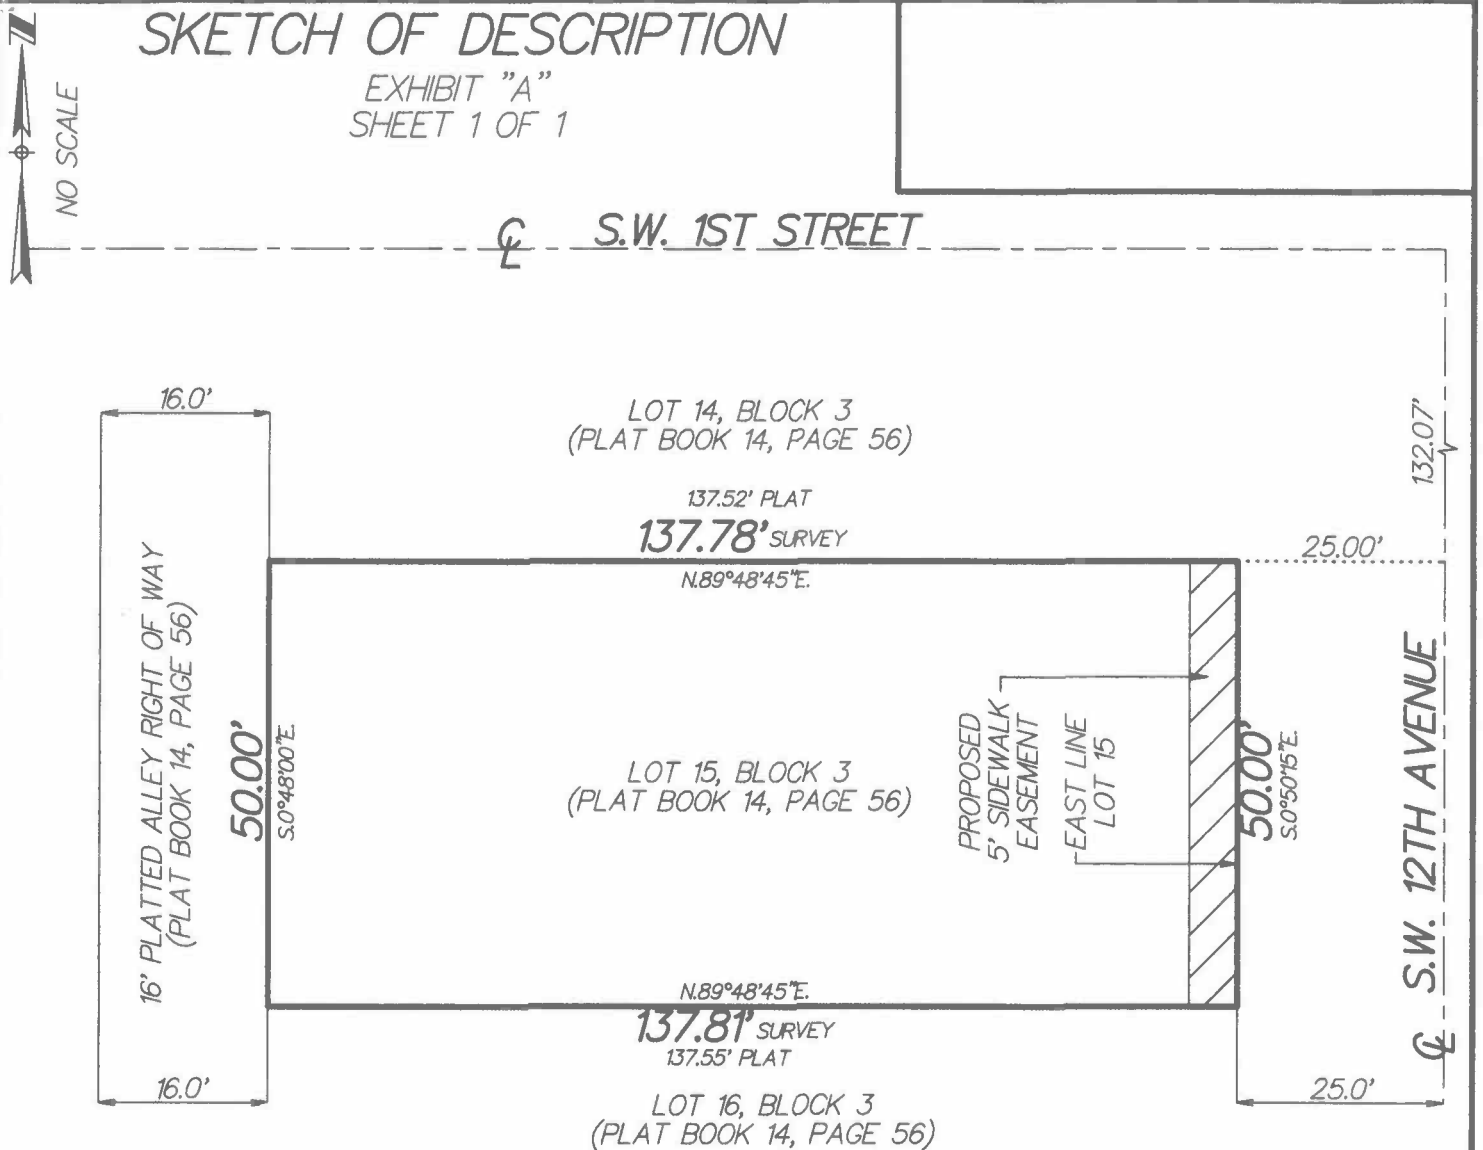 SKETCH OF DESCRIPTION
EXHIBIT "A"
SHEET 1 OF 1
N
NO SCALE
℄ S.W. 1ST STREET
16.0'
LOT 14, BLOCK 3
(PLAT BOOK 14, PAGE 56)
132.07'
137.52' PLAT
137.78' SURVEY
N.89°48'45"E.
25.00'
16' PLATTED ALLEY RIGHT OF WAY
(PLAT BOOK 14, PAGE 56)
50.00'
S.0°48'00"E.
LOT 15, BLOCK 3
(PLAT BOOK 14, PAGE 56)
PROPOSED
5' SIDEWALK
EASEMENT
EAST LINE
LOT 15
50.00'
S.0°50'15"E.
℄ S.W. 12TH AVENUE
N.89°48'45"E.
137.81' SURVEY
137.55' PLAT
16.0'
25.0'
LOT 16, BLOCK 3
(PLAT BOOK 14, PAGE 56)